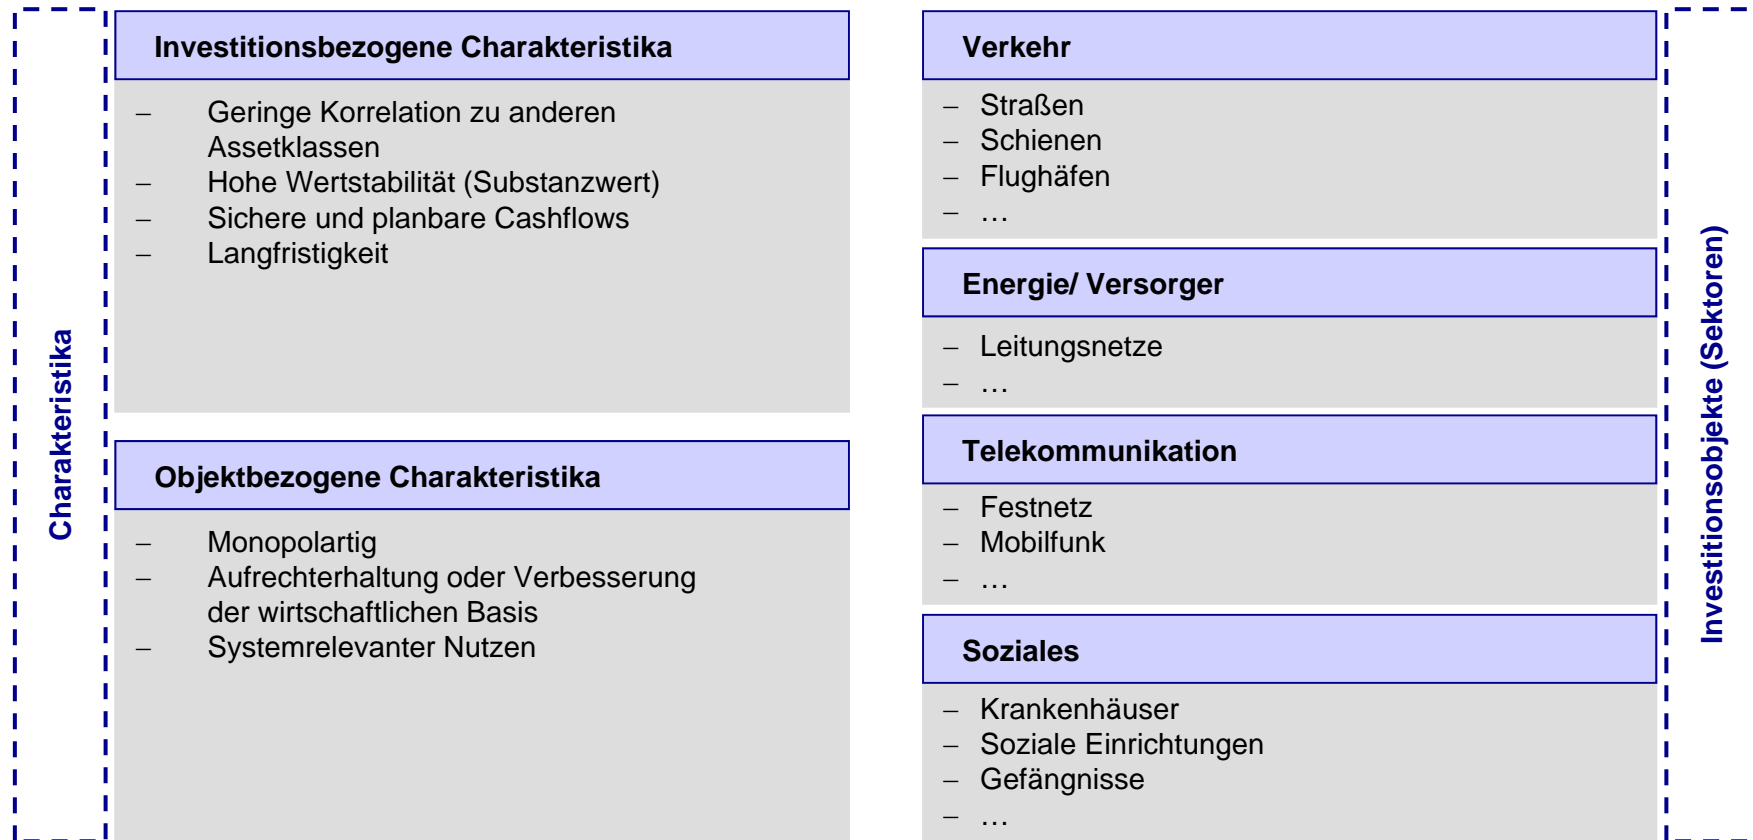 Charakteristika
Investitionsbezogene Charakteristika
– Geringe Korrelation zu anderen
Assetklassen
– Hohe Wertstabilität (Substanzwert)
– Sichere und planbare Cashflows
– Langfristigkeit
Objektbezogene Charakteristika
– Monopolartig
– Aufrechterhaltung oder Verbesserung
der wirtschaftlichen Basis
– Systemrelevanter Nutzen
Verkehr
– Straßen
– Schienen
– Flughäfen
– …
Energie/ Versorger
– Leitungsnetze
– …
Telekommunikation
– Festnetz
– Mobilfunk
– …
Soziales
– Krankenhäuser
– Soziale Einrichtungen
– Gefängnisse
– …
Investitionsobjekte (Sektoren)